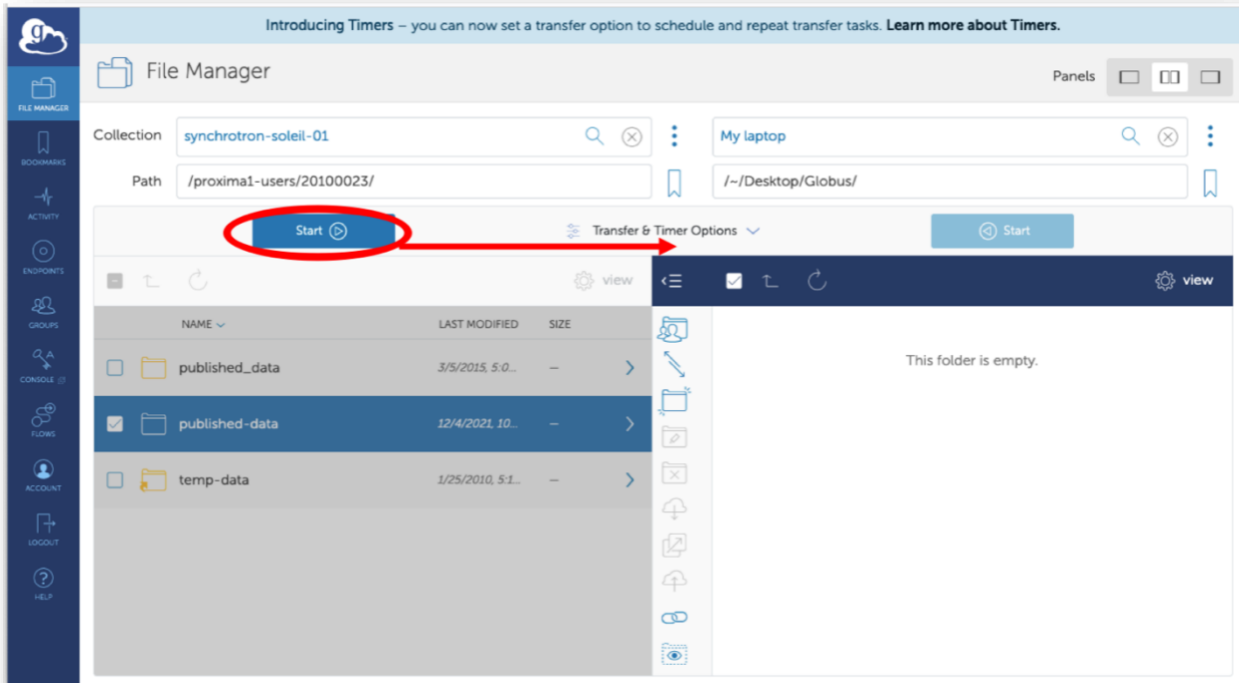 Introducing Timers – you can now set a transfer option to schedule and repeat transfer tasks. Learn more about Timers.
g
File Manager
Panels
FILE MANAGER
BOOKMARKS
ACTIVITY
ENDPOINTS
GROUPS
CONSOLE
FLOWS
ACCOUNT
LOGOUT
HELP
Collection synchrotron-soleil-01 My laptop
Path /proxima1-users/20100023/ /~/Desktop/Globus/
Start Transfer & Timer Options Start
view view
NAME LAST MODIFIED SIZE
published_data 3/5/2015, 5:0... —
This folder is empty.
published-data 12/4/2021, 10... —
temp-data 1/25/2010, 5:1... —